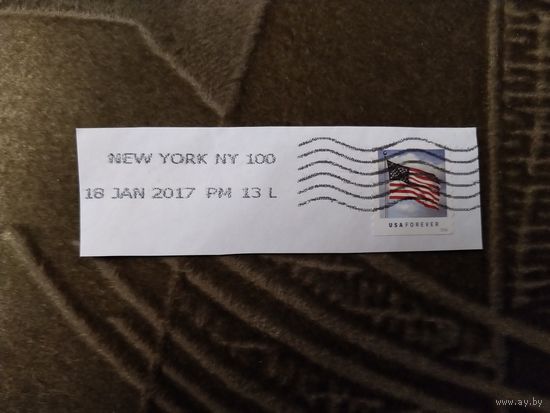 NEW YORK NY 100
18 JAN 2017 PM 13 L
USA FOREVER
www.ay.by